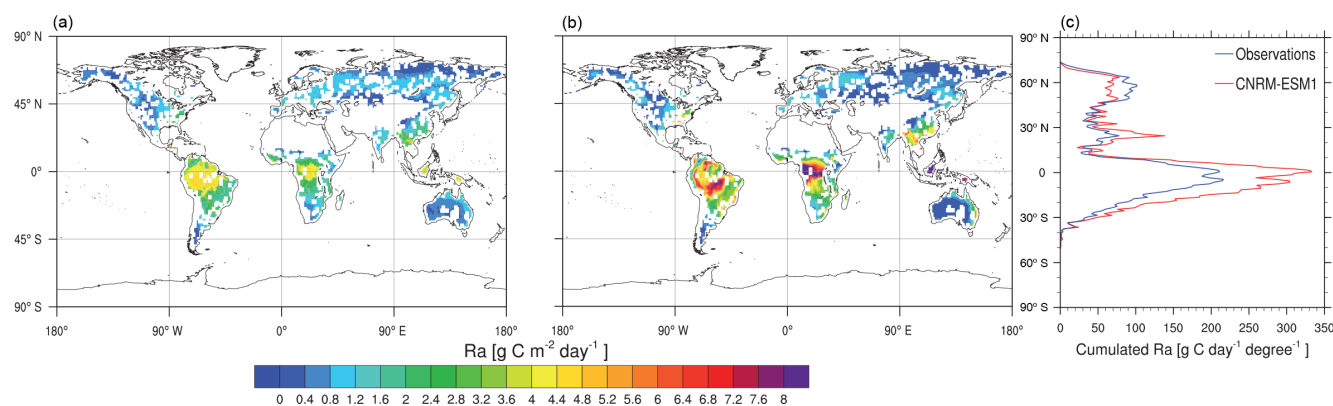 (a)
(b)
(c)
90° N
45° N
0°
45° S
90° S
180° 90° W 0° 90° E 180°
180° 90° W 0° 90° E 180°
Observations
CNRM-ESM1
90° N
60° N
30° N
0
30° S
60° S
90° S
0 50 100 150 200 250 300 350
Cumulated Ra [g C day⁻¹ degree⁻¹ ]
Ra [g C m⁻² day⁻¹ ]
0 0.4 0.8 1.2 1.6 2 2.4 2.8 3.2 3.6 4 4.4 4.8 5.2 5.6 6 6.4 6.8 7.2 7.6 8